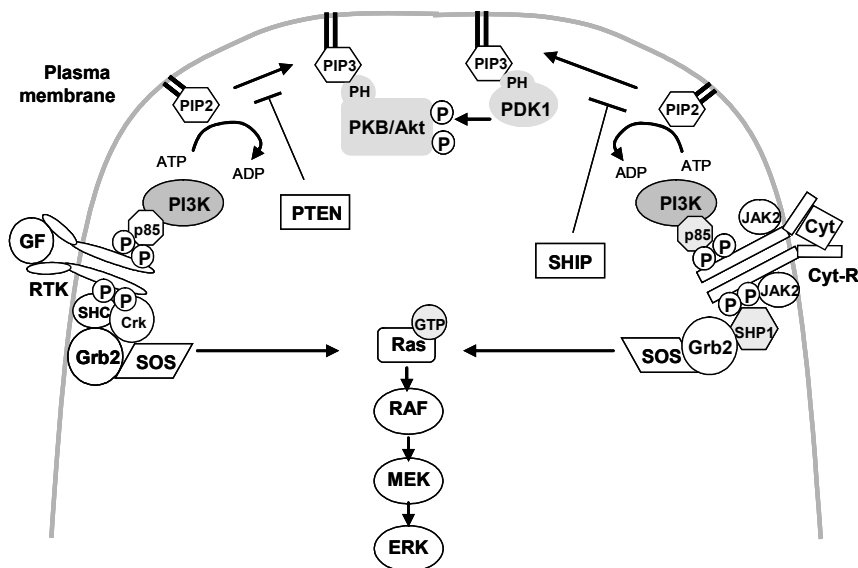 Plasma
membrane
PIP2
PIP3
PH
PKB/Akt
P
P
PIP3
PH
PDK1
PIP2
ATP
ADP
PI3K
p85
P
P
PTEN
GF
RTK
P
P
SHC
Crk
Grb2
SOS
ADP
ATP
PI3K
p85
P
P
SHIP
JAK2
Cyt
Cyt-R
P
P
JAK2
SHP1
Grb2
SOS
GTP
Ras
RAF
MEK
ERK